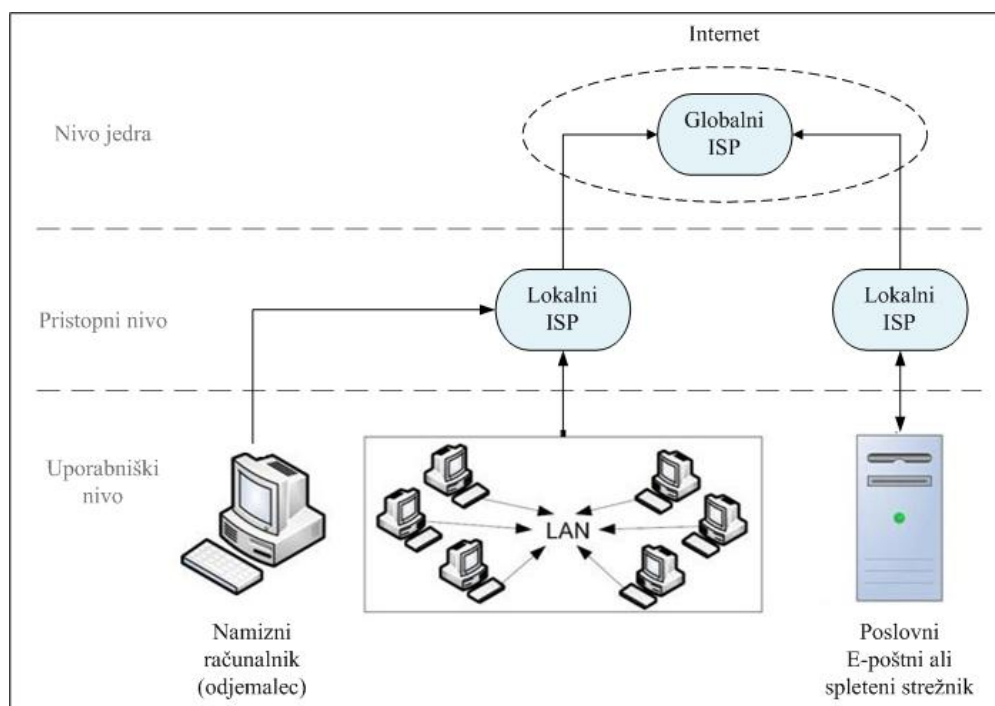 Internet
Nivo jedra
Globalni
ISP
Pristopni nivo
Lokalni
ISP
Lokalni
ISP
Uporabniški
nivo
LAN
Namizni
računalnik
(odjemalec)
Poslovni
E-poštni ali
spleteni strežnik